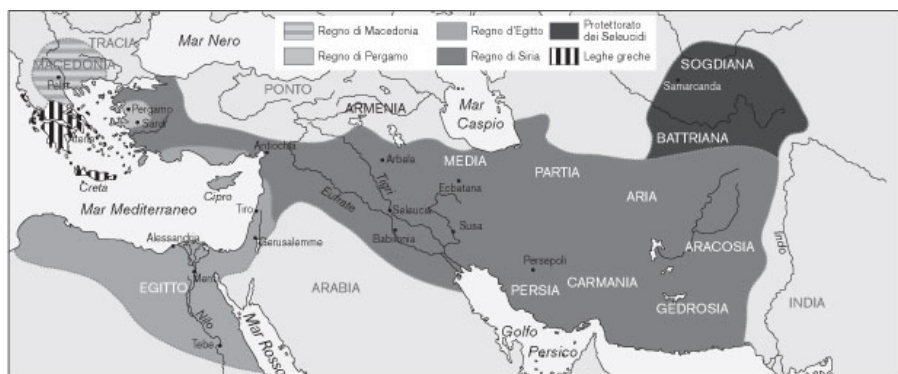 Mar Nero
Regno di Macedonia
Regno di Pergamo
Regno d'Egitto
Regno di Siria
Protettorato
dei Seleucidi
Leghe greche
TRACIA
MACEDONIA
Pella
Pergamo
Sardi
Atene
Creta
PONTO
ARMENIA
Mar
Caspio
SOGDIANA
Samarcanda
BATTRIANA
Antiochia
Arbala
MEDIA
PARTIA
Ecbatana
Tigri
Eufrate
Seleucia
Babilonia
Susa
ARIA
ARACOSIA
Persepoli
PERSIA
CARMANIA
GEDROSIA
Indo
INDIA
Cipro
Mar Mediterraneo
Tiro
Alessandria
Gerusalemme
Menfi
EGITTO
Nilo
Tebe
ARABIA
Mar Rosso
Golfo
Persico